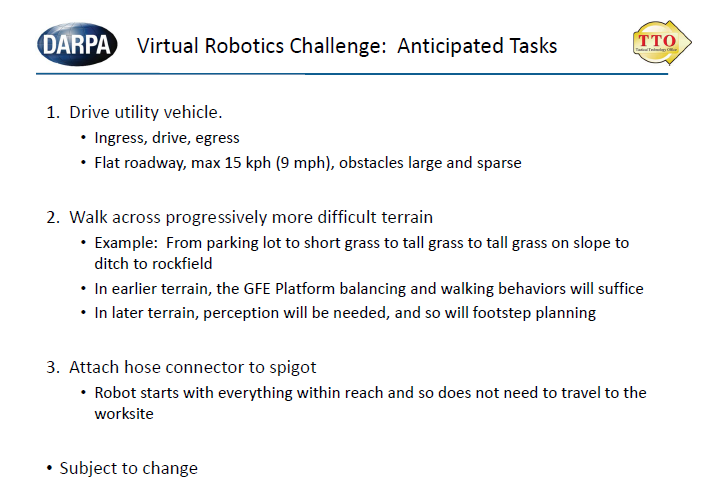 DARPA
Virtual Robotics Challenge: Anticipated Tasks
TTO
Tactical Technology Office
1. Drive utility vehicle.
• Ingress, drive, egress
• Flat roadway, max 15 kph (9 mph), obstacles large and sparse
2. Walk across progressively more difficult terrain
• Example: From parking lot to short grass to tall grass to tall grass on slope to
ditch to rockfield
• In earlier terrain, the GFE Platform balancing and walking behaviors will suffice
• In later terrain, perception will be needed, and so will footstep planning
3. Attach hose connector to spigot
• Robot starts with everything within reach and so does not need to travel to the
worksite
• Subject to change